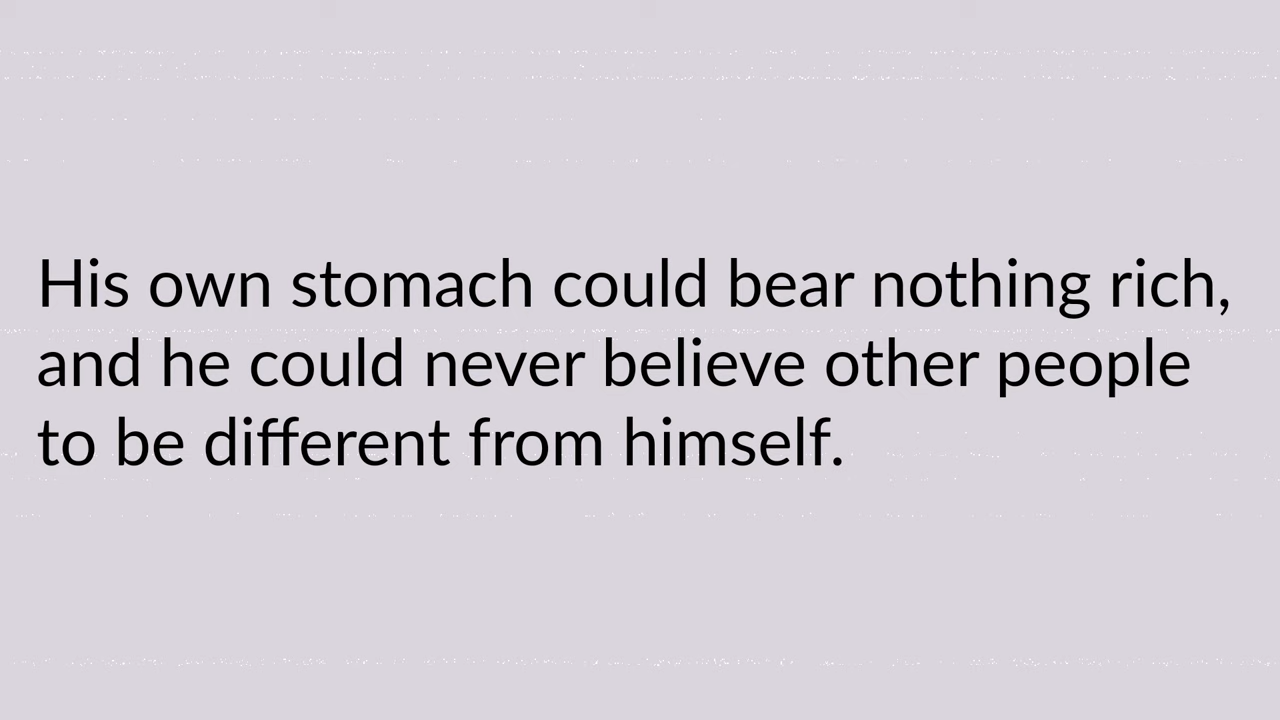 His own stomach could bear nothing rich,
and he could never believe other people
to be different from himself.